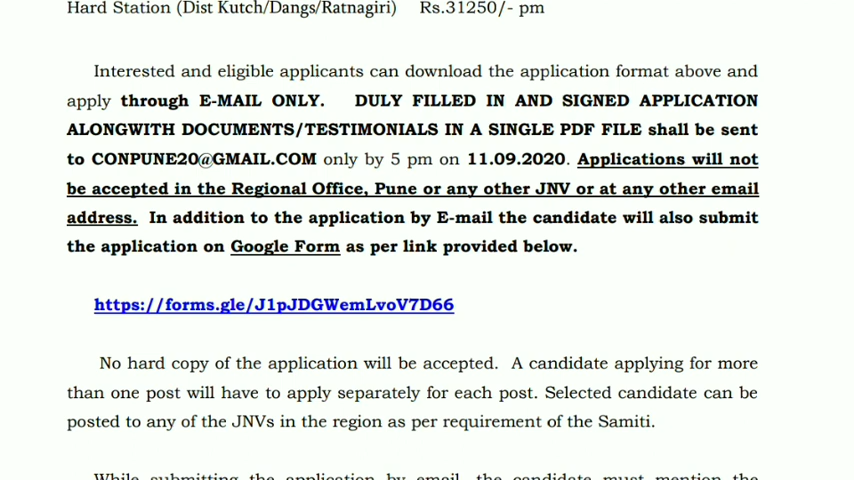 Hard Station (Dist Kutch/Dangs/Ratnagiri) Rs.31250/- pm
Interested and eligible applicants can download the application format above and
apply through E-MAIL ONLY. DULY FILLED IN AND SIGNED APPLICATION
ALONGWITH DOCUMENTS/TESTIMONIALS IN A SINGLE PDF FILE shall be sent
to CONPUNE20@GMAIL.COM only by 5 pm on 11.09.2020. Applications will not
be accepted in the Regional Office, Pune or any other JNV or at any other email
address. In addition to the application by E-mail the candidate will also submit
the application on Google Form as per link provided below.
https://forms.gle/J1pJDGWemLvoV7D66
No hard copy of the application will be accepted. A candidate applying for more
than one post will have to apply separately for each post. Selected candidate can be
posted to any of the JNVs in the region as per requirement of the Samiti.
While submitting the application by email, the candidate must mention the